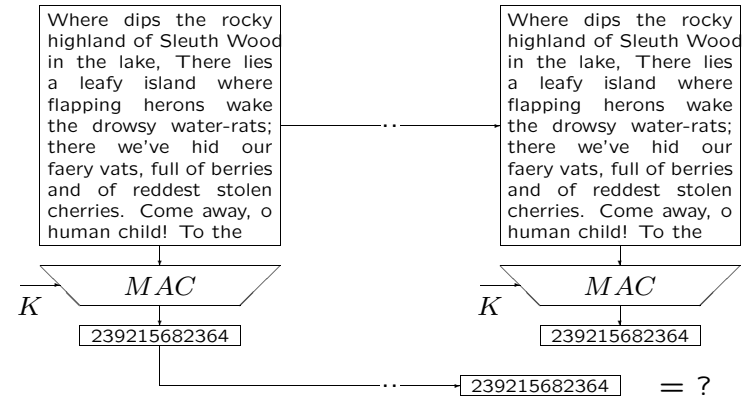 Where dips the rocky
highland of Sleuth Wood
in the lake, There lies
a leafy island where
flapping herons wake
the drowsy water-rats;
there we've hid our
faery vats, full of berries
and of reddest stolen
cherries. Come away, o
human child! To the
Where dips the rocky
highland of Sleuth Wood
in the lake, There lies
a leafy island where
flapping herons wake
the drowsy water-rats;
there we've hid our
faery vats, full of berries
and of reddest stolen
cherries. Come away, o
human child! To the
MAC
K
MAC
K
239215682364
239215682364
239215682364 = ?